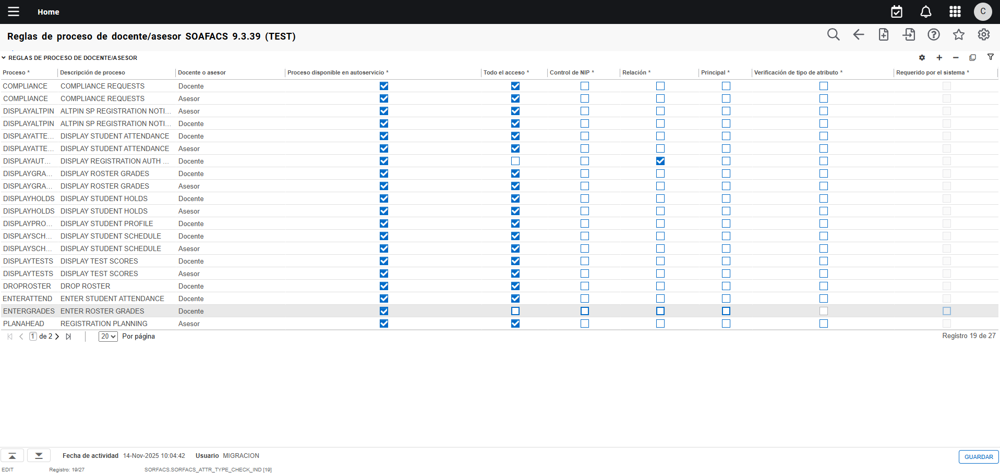 Home
C
Reglas de proceso de docente/asesor SOAFACS 9.3.39 (TEST)
REGLAS DE PROCESO DE DOCENTE/ASESOR
Proceso * Descripción de proceso Docente o asesor Proceso disponible en autoservicio * Todo el acceso * Control de NIP * Relación * Principal * Verificación de tipo de atributo * Requerido por el sistema *
COMPLIANCE COMPLIANCE REQUESTS Docente
COMPLIANCE COMPLIANCE REQUESTS Asesor
DISPLAYALTPIN ALTPIN SP REGISTRATION NOTI... Asesor
DISPLAYALTPIN ALTPIN SP REGISTRATION NOTI... Docente
DISPLAYATTE... DISPLAY STUDENT ATTENDANCE Docente
DISPLAYATTE... DISPLAY STUDENT ATTENDANCE Asesor
DISPLAYAUT... DISPLAY REGISTRATION AUTH ... Docente
DISPLAYGRA... DISPLAY ROSTER GRADES Docente
DISPLAYGRA... DISPLAY ROSTER GRADES Asesor
DISPLAYHOLDS DISPLAY STUDENT HOLDS Docente
DISPLAYHOLDS DISPLAY STUDENT HOLDS Asesor
DISPLAYPRO... DISPLAY STUDENT PROFILE Docente
DISPLAYSCH... DISPLAY STUDENT SCHEDULE Docente
DISPLAYSCH... DISPLAY STUDENT SCHEDULE Asesor
DISPLAYTESTS DISPLAY TEST SCORES Docente
DISPLAYTESTS DISPLAY TEST SCORES Asesor
DROPROSTER DROP ROSTER Docente
ENTERATTEND ENTER STUDENT ATTENDANCE Docente
ENTERGRADES ENTER ROSTER GRADES Docente
PLANAHEAD REGISTRATION PLANNING Asesor
1 de 2 20 Por página Registro 19 de 27
Fecha de actividad 14-Nov-2025 10:04:42 Usuario MIGRACION GUARDAR
EDIT Registro: 19/27 SORFACS.SORFACS_ATTR_TYPE_CHECK_IND [19]